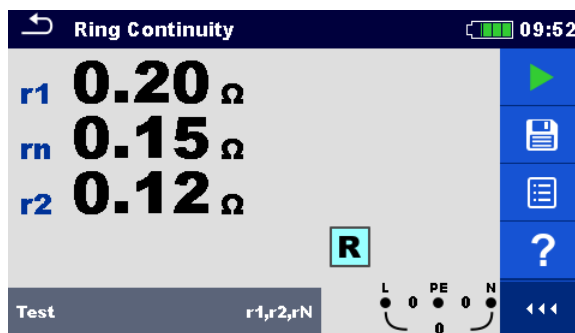 Ring Continuity 09:52
r1 0.20 Ω
rn 0.15 Ω
r2 0.12 Ω
R
?
L PE N
0 0
0
Test r1,r2,rN